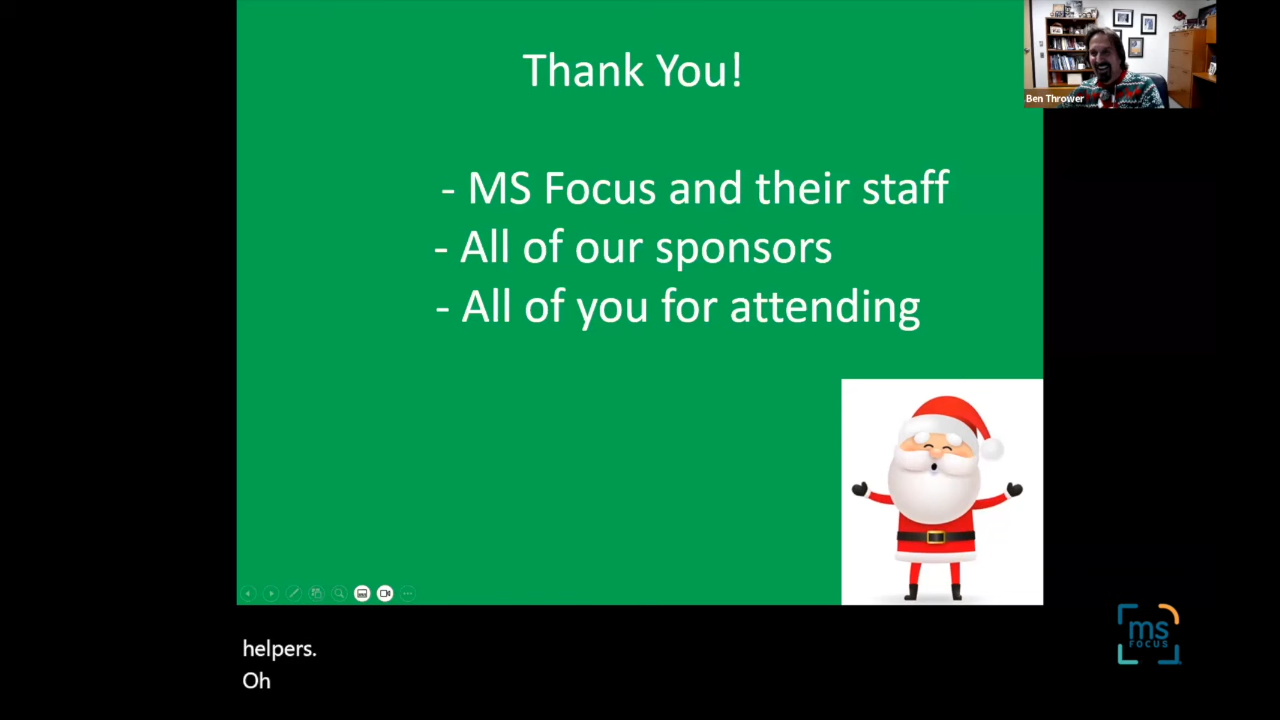 Thank You!
Ben Thrower
- MS Focus and their staff
- All of our sponsors
- All of you for attending
helpers.
Oh
ms
FOCUS